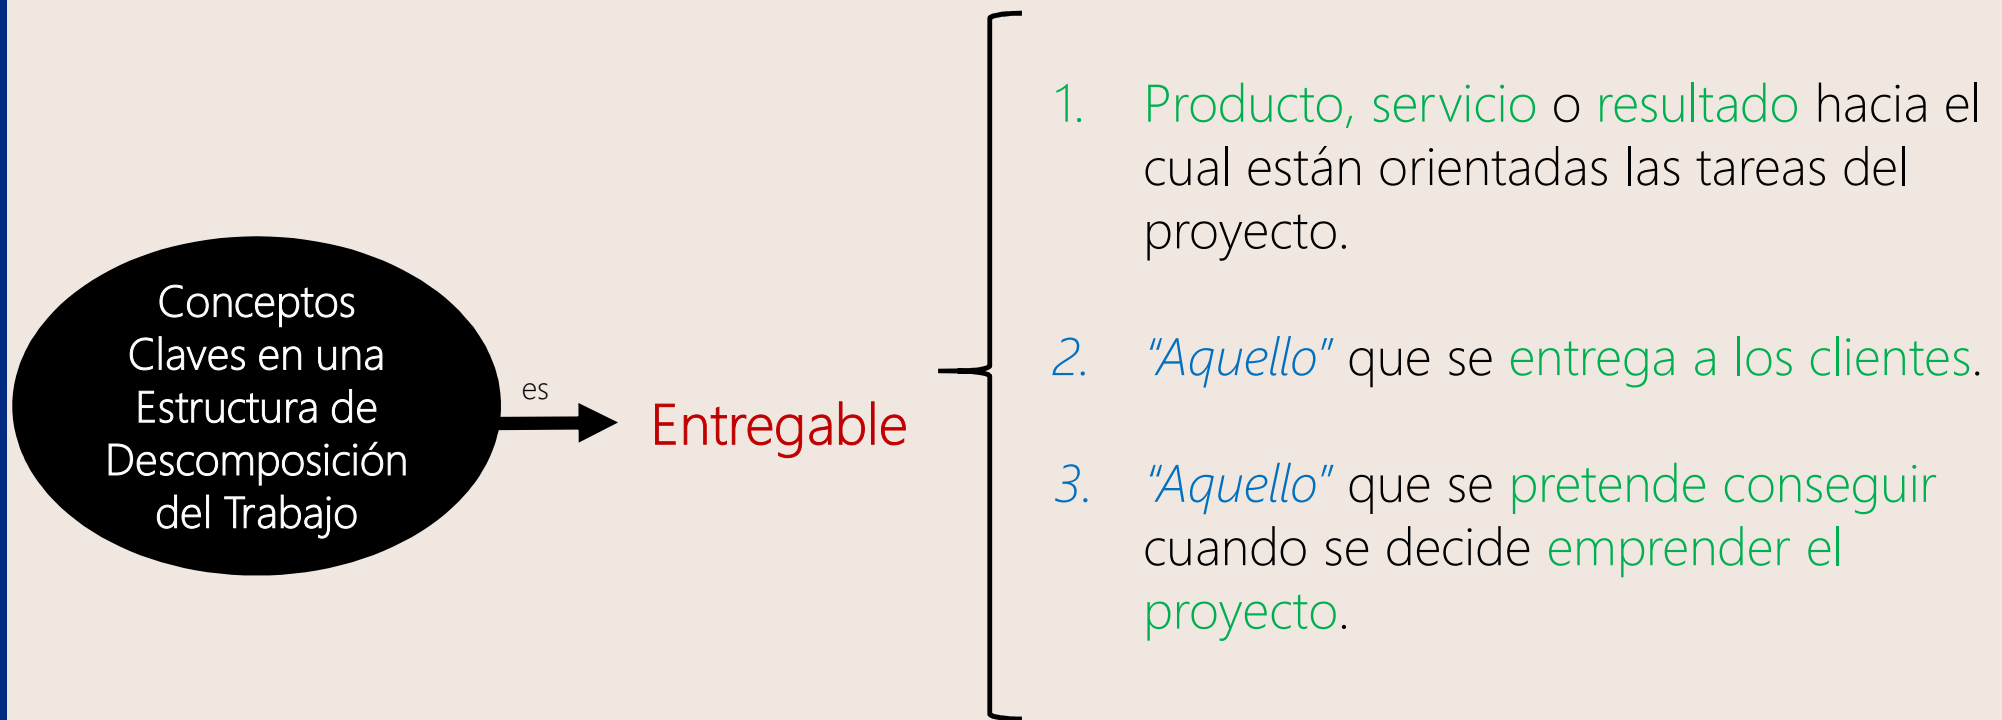 Conceptos
Claves en una
Estructura de
Descomposición
del Trabajo
es
Entregable
1. Producto, servicio o resultado hacia el
cual están orientadas las tareas del
proyecto.
2. “Aquello” que se entrega a los clientes.
3. “Aquello” que se pretende conseguir
cuando se decide emprender el
proyecto.